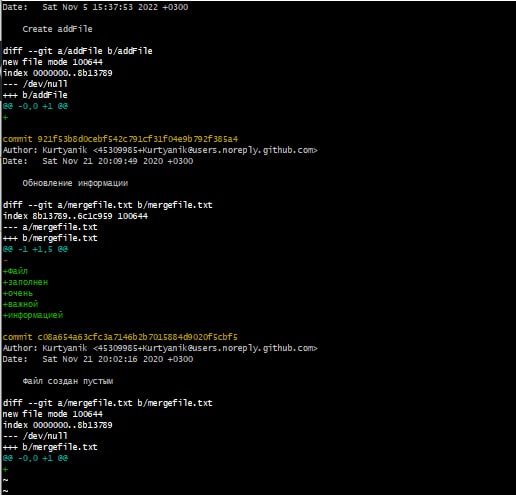 Date:   Sat Nov 5 15:37:53 2022 +0300
Create addFile
diff --git a/addFile b/addFile
new file mode 100644
index 0000000..8b13789
--- /dev/null
+++ b/addFile
@@ -0,0 +1 @@
+
commit 921f53b8d0cebf542c791cf31f04e9b792f385a4
Author: Kurtyanik <45309985+Kurtyanik@users.noreply.github.com>
Date:   Sat Nov 21 20:09:49 2020 +0300
Обновление информации
diff --git a/mergefile.txt b/mergefile.txt
index 8b13789..6c1c959 100644
--- a/mergefile.txt
+++ b/mergefile.txt
@@ -1 +1,5 @@
-
+Файл
+заполнен
+очень
+важной
+информацией
commit c08a654a63cfc3a7146b2b7015884d9020f5cbf5
Author: Kurtyanik <45309985+Kurtyanik@users.noreply.github.com>
Date:   Sat Nov 21 20:02:16 2020 +0300
Файл создан пустым
diff --git a/mergefile.txt b/mergefile.txt
new file mode 100644
index 0000000..8b13789
--- /dev/null
+++ b/mergefile.txt
@@ -0,0 +1 @@
+
~
~